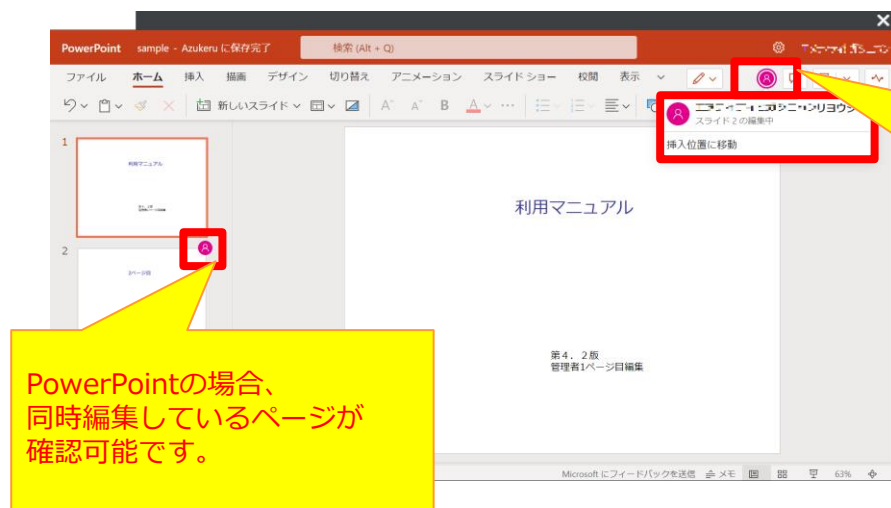 PowerPoint sample - Azukeru に保存完了 検索 (Alt + Q)
ファイル ホーム 挿入 描画 デザイン 切り替え アニメーション スライド ショー 校閲 表示
新しいスライド
B A
スライド 2 の編集中
挿入位置に移動
1
利用マニュアル
2
2ページ目
利用マニュアル
第4．2版
管理者1ページ目編集
PowerPointの場合、
同時編集しているページが
確認可能です。
Microsoft にフィードバックを送信 メモ 63%